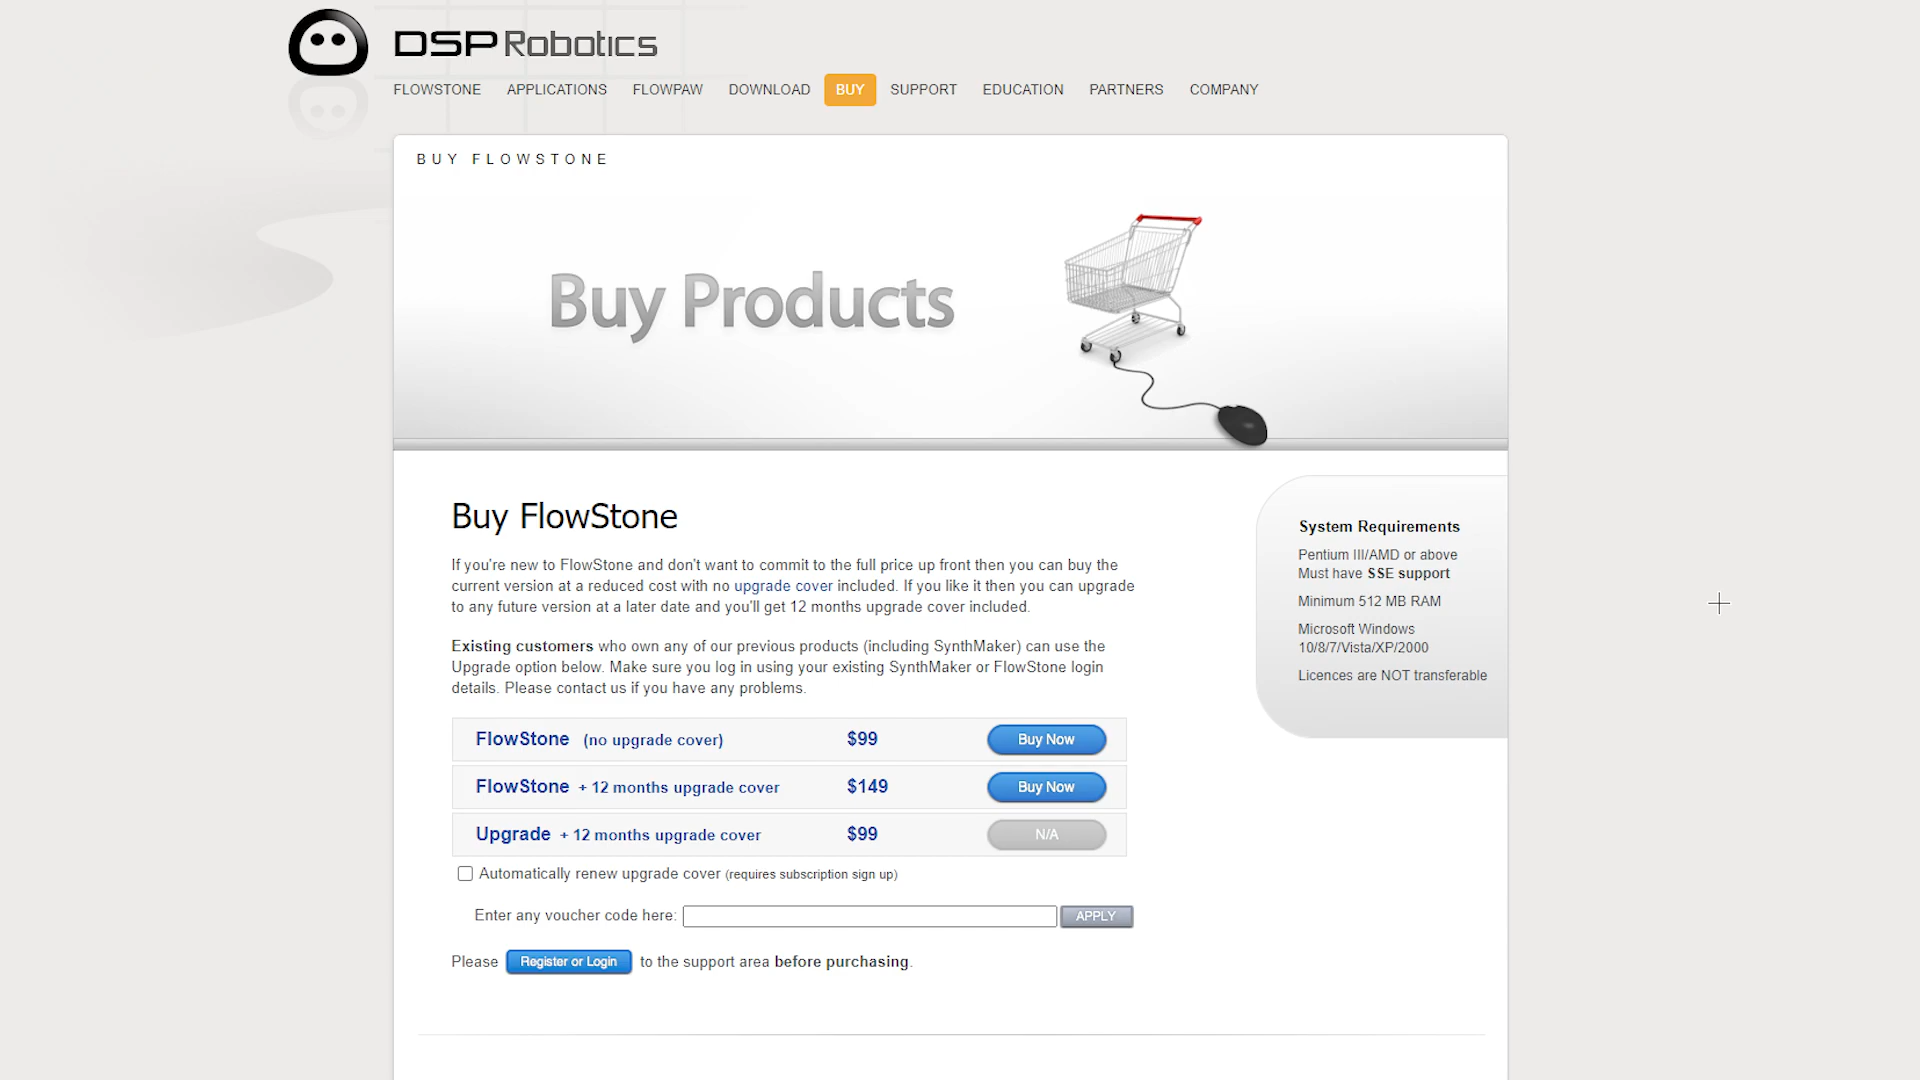 DSP Robotics
FLOWSTONE APPLICATIONS FLOWPAW DOWNLOAD BUY SUPPORT EDUCATION PARTNERS COMPANY
BUY FLOWSTONE
Buy Products
Buy FlowStone
If you're new to FlowStone and don't want to commit to the full price up front then you can buy the
current version at a reduced cost with no upgrade cover included. If you like it then you can upgrade
to any future version at a later date and you'll get 12 months upgrade cover included.
Existing customers who own any of our previous products (including SynthMaker) can use the
Upgrade option below. Make sure you log in using your existing SynthMaker or FlowStone login
details. Please contact us if you have any problems.
FlowStone (no upgrade cover) $99 Buy Now
FlowStone + 12 months upgrade cover $149 Buy Now
Upgrade + 12 months upgrade cover $99 N/A
Automatically renew upgrade cover (requires subscription sign up)
Enter any voucher code here: APPLY
Please Register or Login to the support area before purchasing.
System Requirements
Pentium III/AMD or above
Must have SSE support
Minimum 512 MB RAM
Microsoft Windows
10/8/7/Vista/XP/2000
Licences are NOT transferable